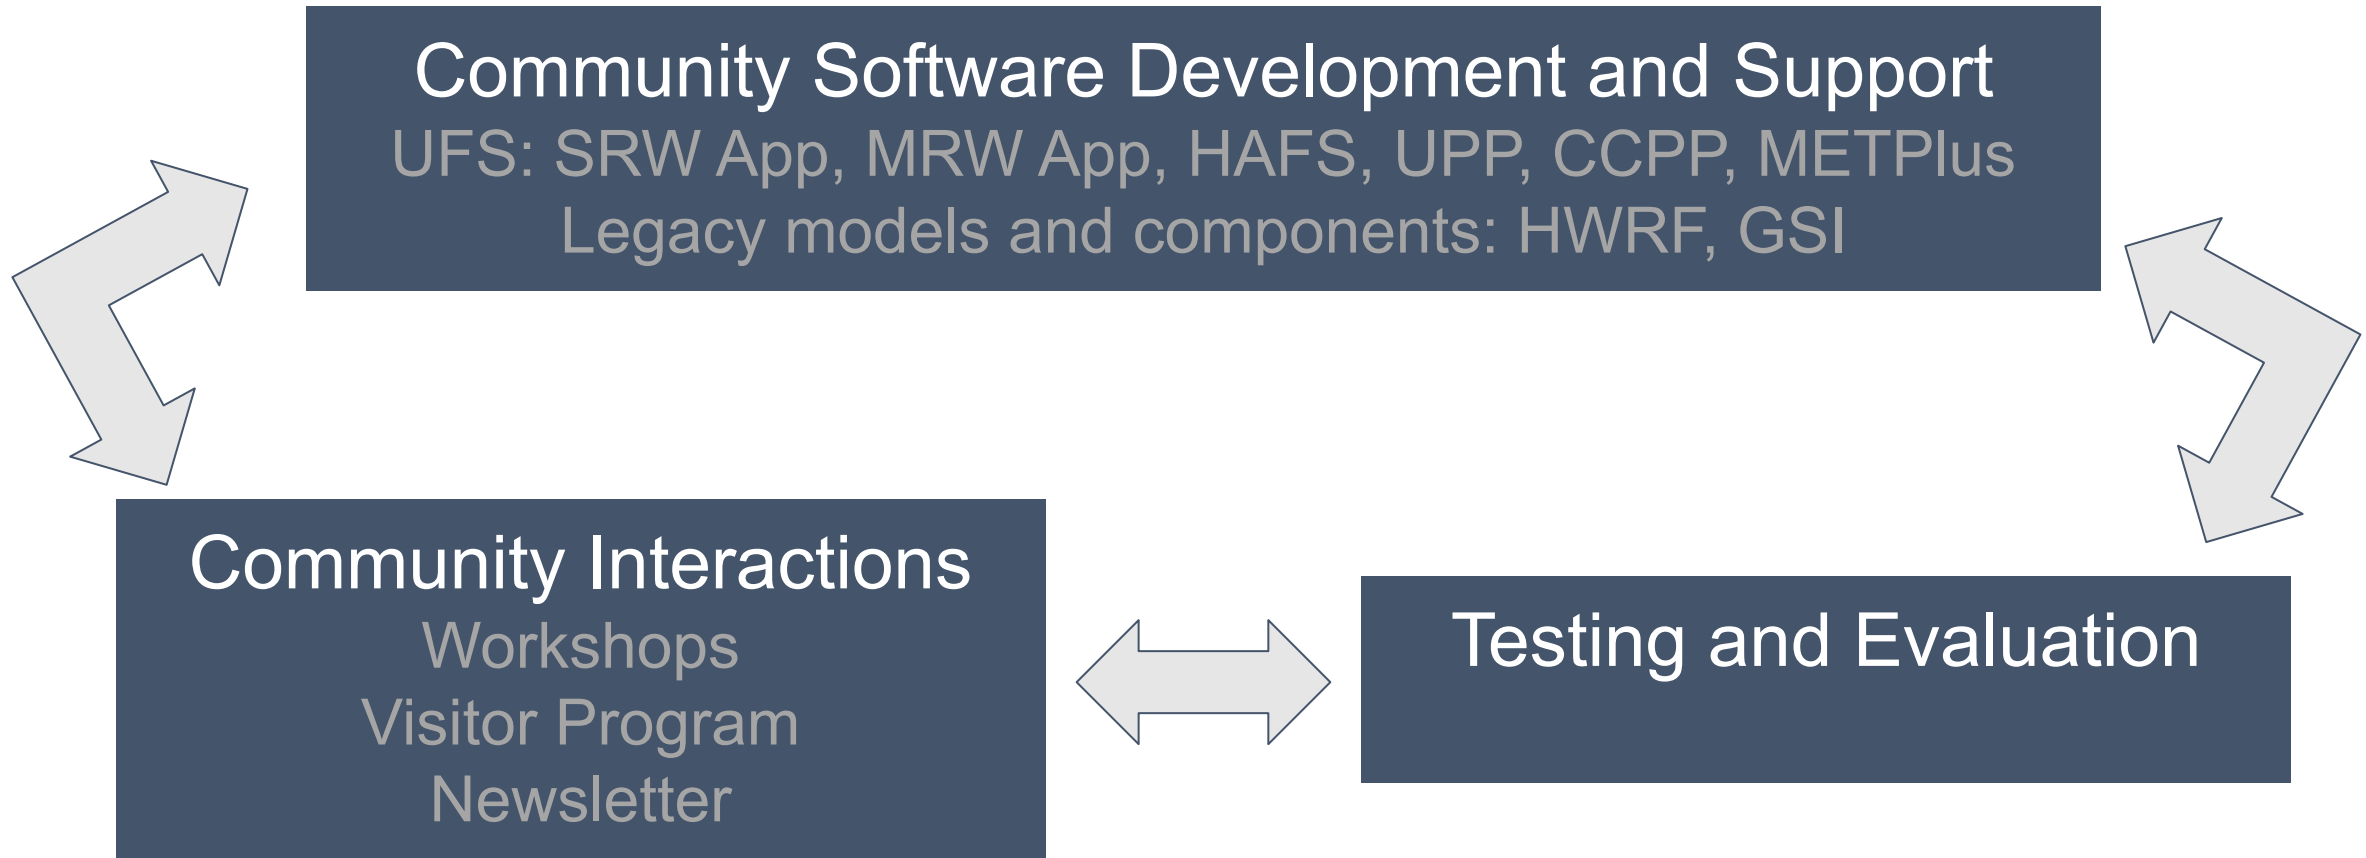 Community Software Development and Support
UFS: SRW App, MRW App, HAFS, UPP, CCPP, METPlus
Legacy models and components: HWRF, GSI
Community Interactions
Workshops
Visitor Program
Newsletter
Testing and Evaluation